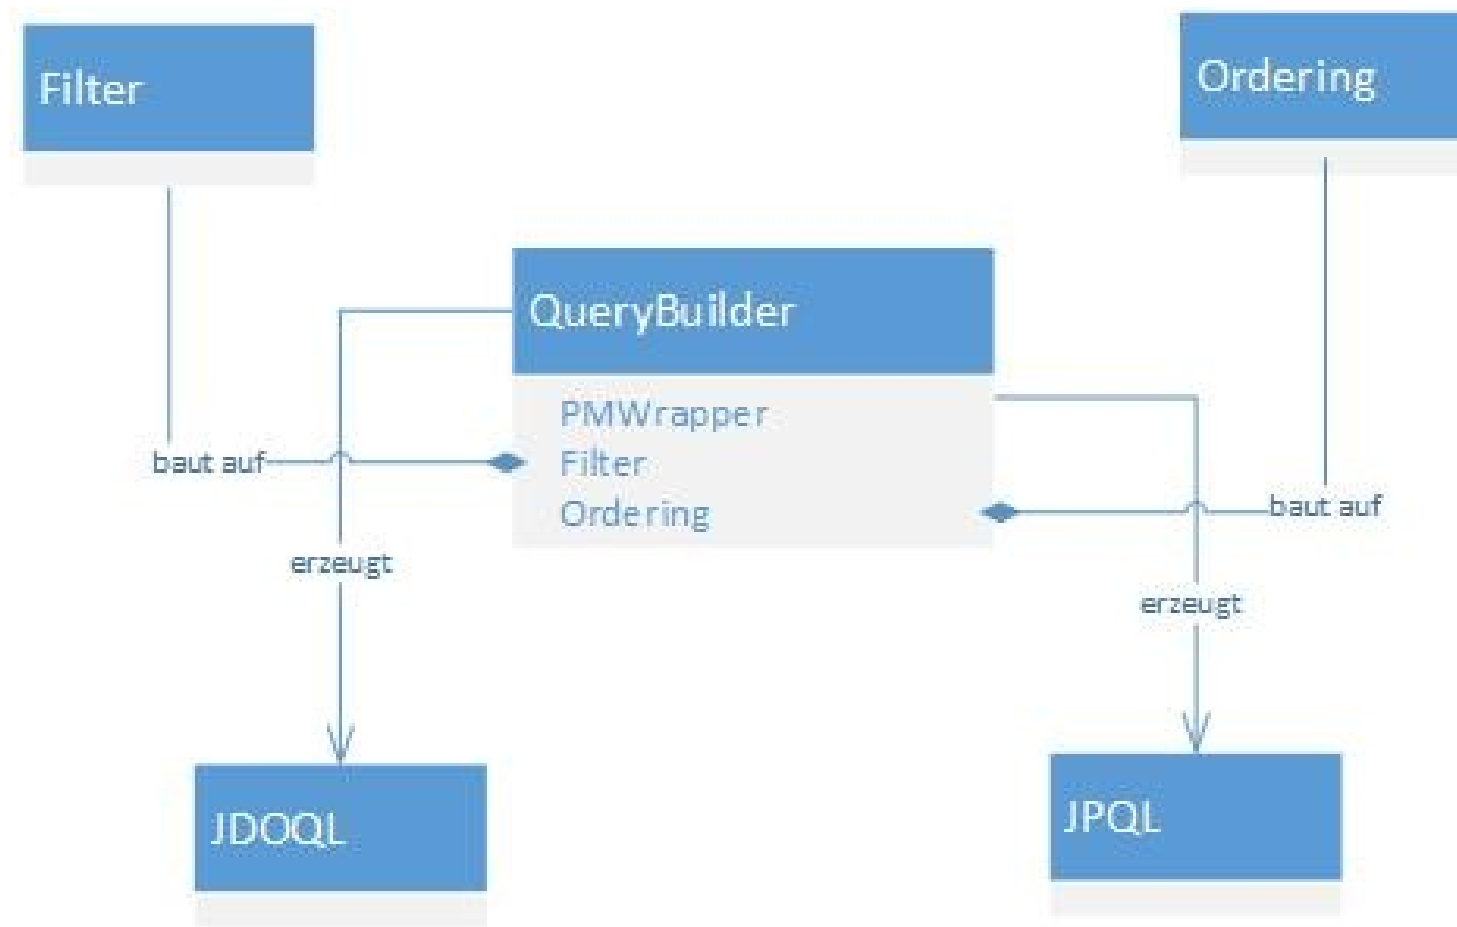 Filter
Ordering
QueryBuilder
PMWrapper
Filter
Ordering
baut auf
baut auf
erzeugt
erzeugt
JDOQL
JPQL